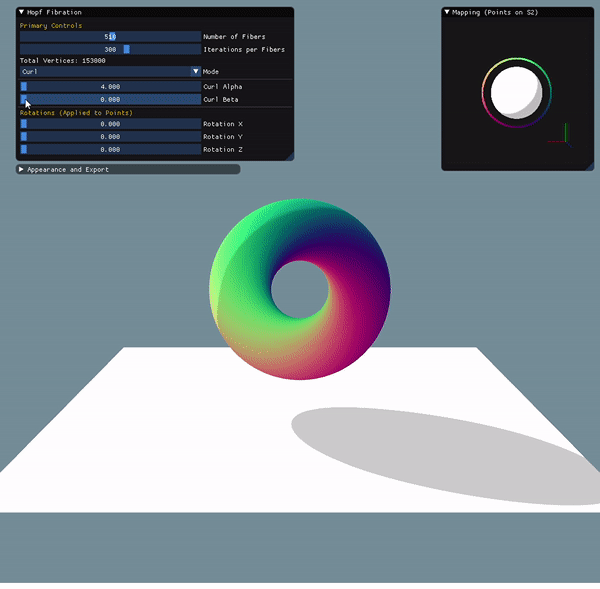 Hopf Fibration
Primary Controls
510 Number of Fibers
300 Iterations per Fibers
Total Vertices: 153000
Curl Mode
4.000 Curl Alpha
0.000 Curl Beta
Rotations (Applied to Points)
0.000 Rotation X
0.000 Rotation Y
0.000 Rotation Z
Appearance and Export
Mapping (Points on S2)